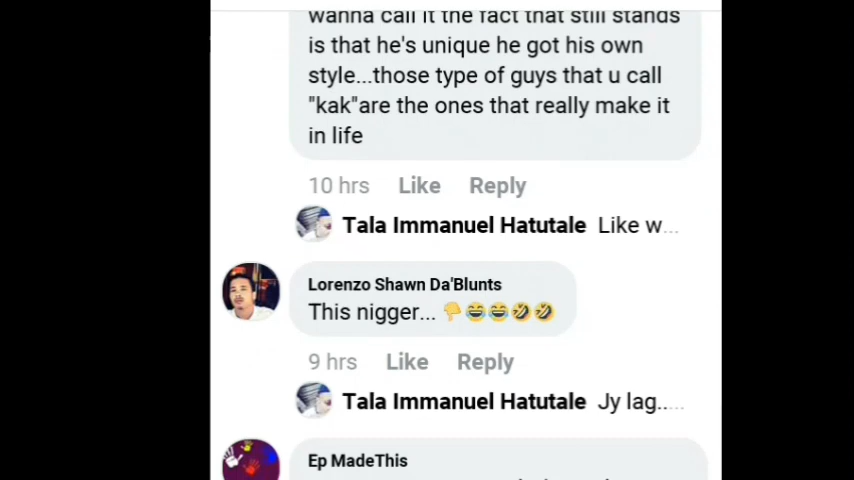 wanna call it the fact that still stands
is that he's unique he got his own
style...those type of guys that u call
"kak"are the ones that really make it
in life
10 hrs Like Reply
Tala Immanuel Hatutale Like w...
Lorenzo Shawn Da'Blunts
This nigger... 👇😂😂🤣🤣
9 hrs Like Reply
Tala Immanuel Hatutale Jy lag.....
Ep MadeThis